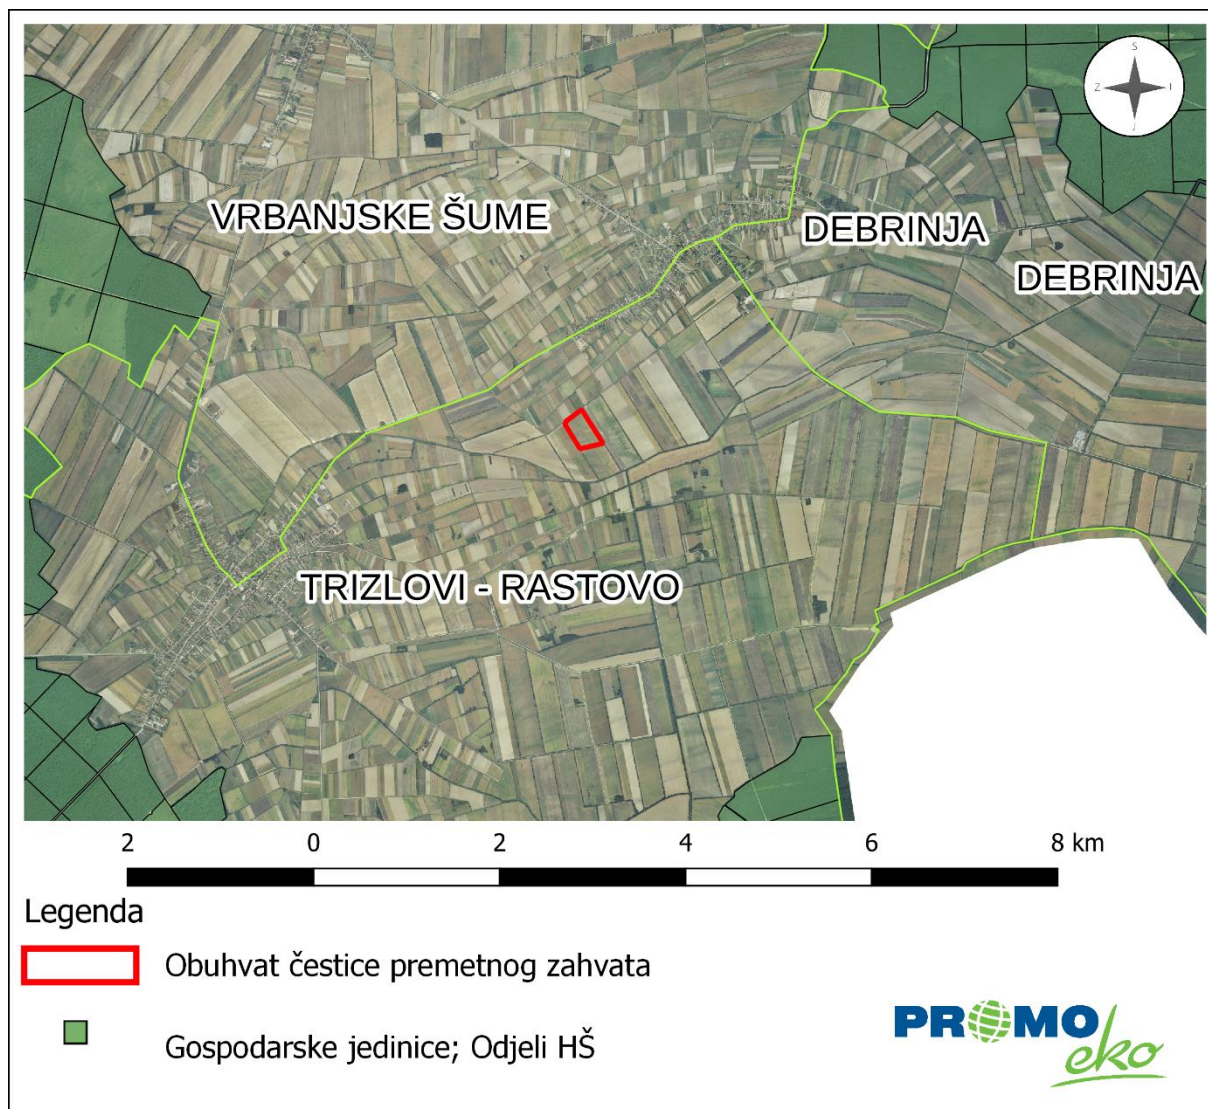 S
Z I
J
VRBANJSKE ŠUME
DEBRINJA
DEBRINJA
TRIZLOVI - RASTOVO
2 0 2 4 6 8 km
Legenda
Obuhvat čestice premetnog zahvata
Gospodarske jedinice; Odjeli HŠ
PROMO
eko